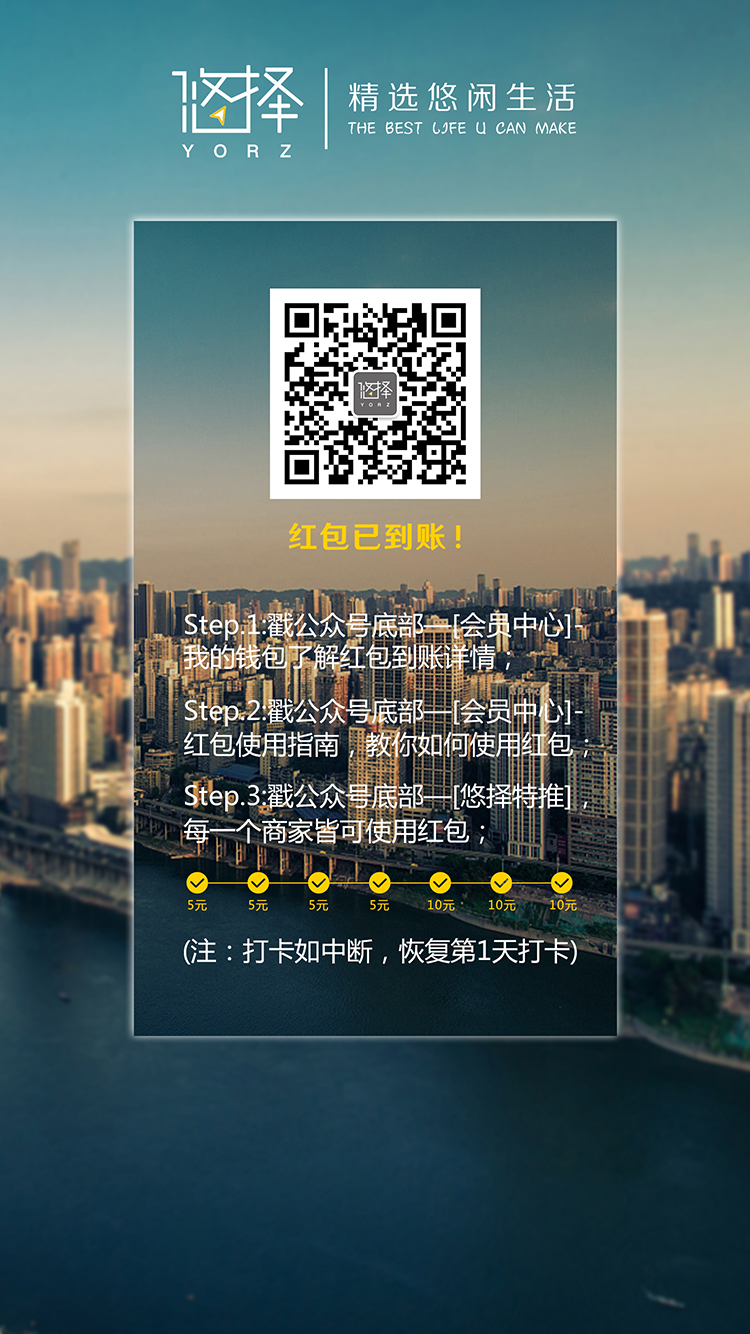 悠择
YORZ
精选悠闲生活
THE BEST LIFE U CAN MAKE
悠择
YORZ
红包已到账！
Step.1:戳公众号底部—[会员中心]-
我的钱包了解红包到账详情；
Step.2:戳公众号底部—[会员中心]-
红包使用指南，教你如何使用红包；
Step.3:戳公众号底部—[悠择特推]，
每一个商家皆可使用红包；
5元 5元 5元 5元 10元 10元 10元
(注：打卡如中断，恢复第1天打卡)